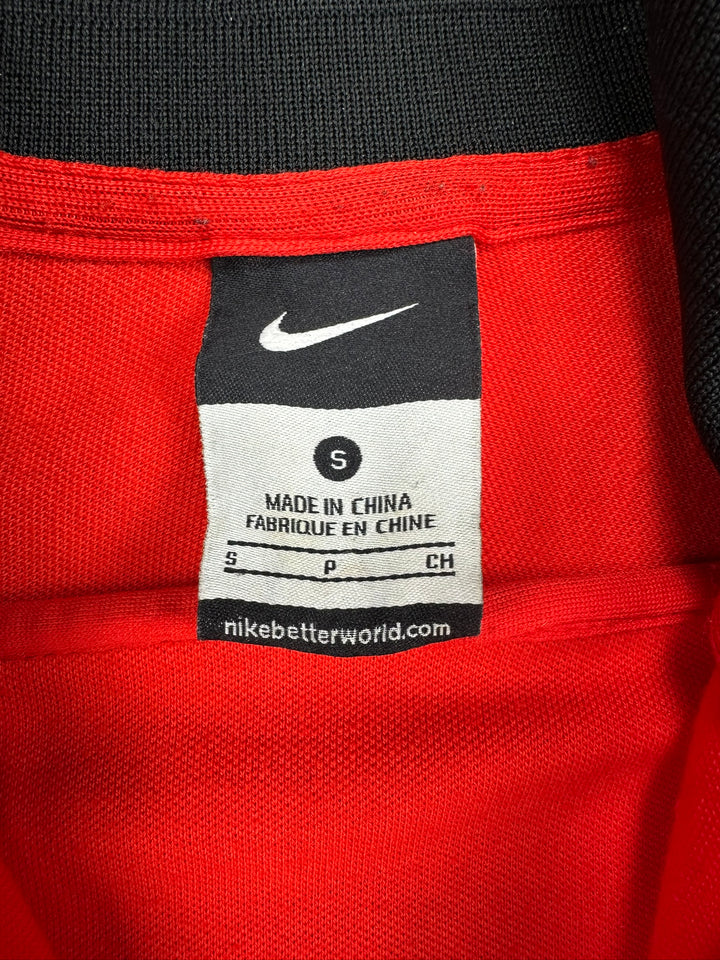 S
MADE IN CHINA
FABRIQUE EN CHINE
S P CH
nikebetterworld.com